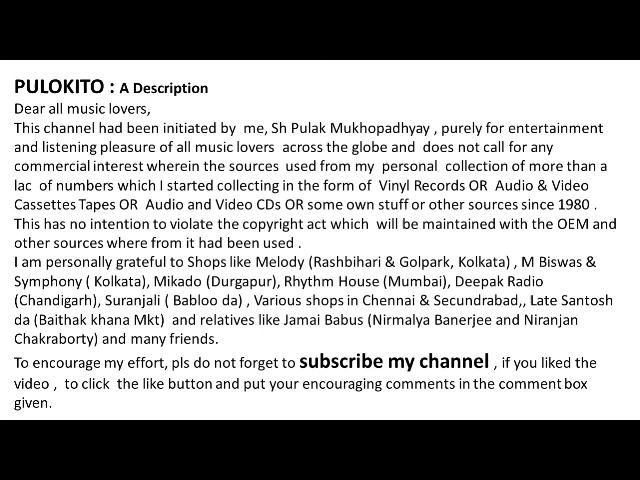 PULOKITO : A Description
Dear all music lovers,
This channel had been initiated by me, Sh Pulak Mukhopadhyay , purely for entertainment
and listening pleasure of all music lovers across the globe and does not call for any
commercial interest wherein the sources used from my personal collection of more than a
lac of numbers which I started collecting in the form of Vinyl Records OR Audio & Video
Cassettes Tapes OR Audio and Video CDs OR some own stuff or other sources since 1980 .
This has no intention to violate the copyright act which will be maintained with the OEM and
other sources where from it had been used .
I am personally grateful to Shops like Melody (Rashbihari & Golpark, Kolkata) , M Biswas &
Symphony ( Kolkata), Mikado (Durgapur), Rhythm House (Mumbai), Deepak Radio
(Chandigarh), Suranjali ( Babloo da) , Various shops in Chennai & Secundrabad,, Late Santosh
da (Baithak khana Mkt) and relatives like Jamai Babus (Nirmalya Banerjee and Niranjan
Chakraborty) and many friends.
To encourage my effort, pls do not forget to subscribe my channel , if you liked the
video , to click the like button and put your encouraging comments in the comment box
given.